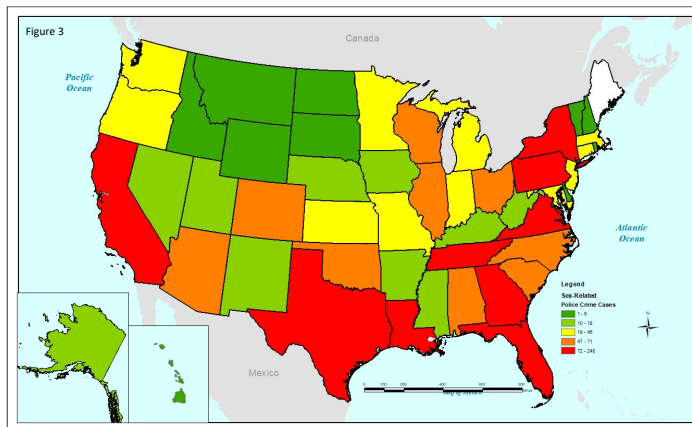 Figure 3
Canada
Pacific
Ocean
Atlantic
Ocean
Legend
Sex-Related
Police Crime Cases
1 - 9
10 - 18
19 - 46
47 - 71
72 - 248
N
Mexico